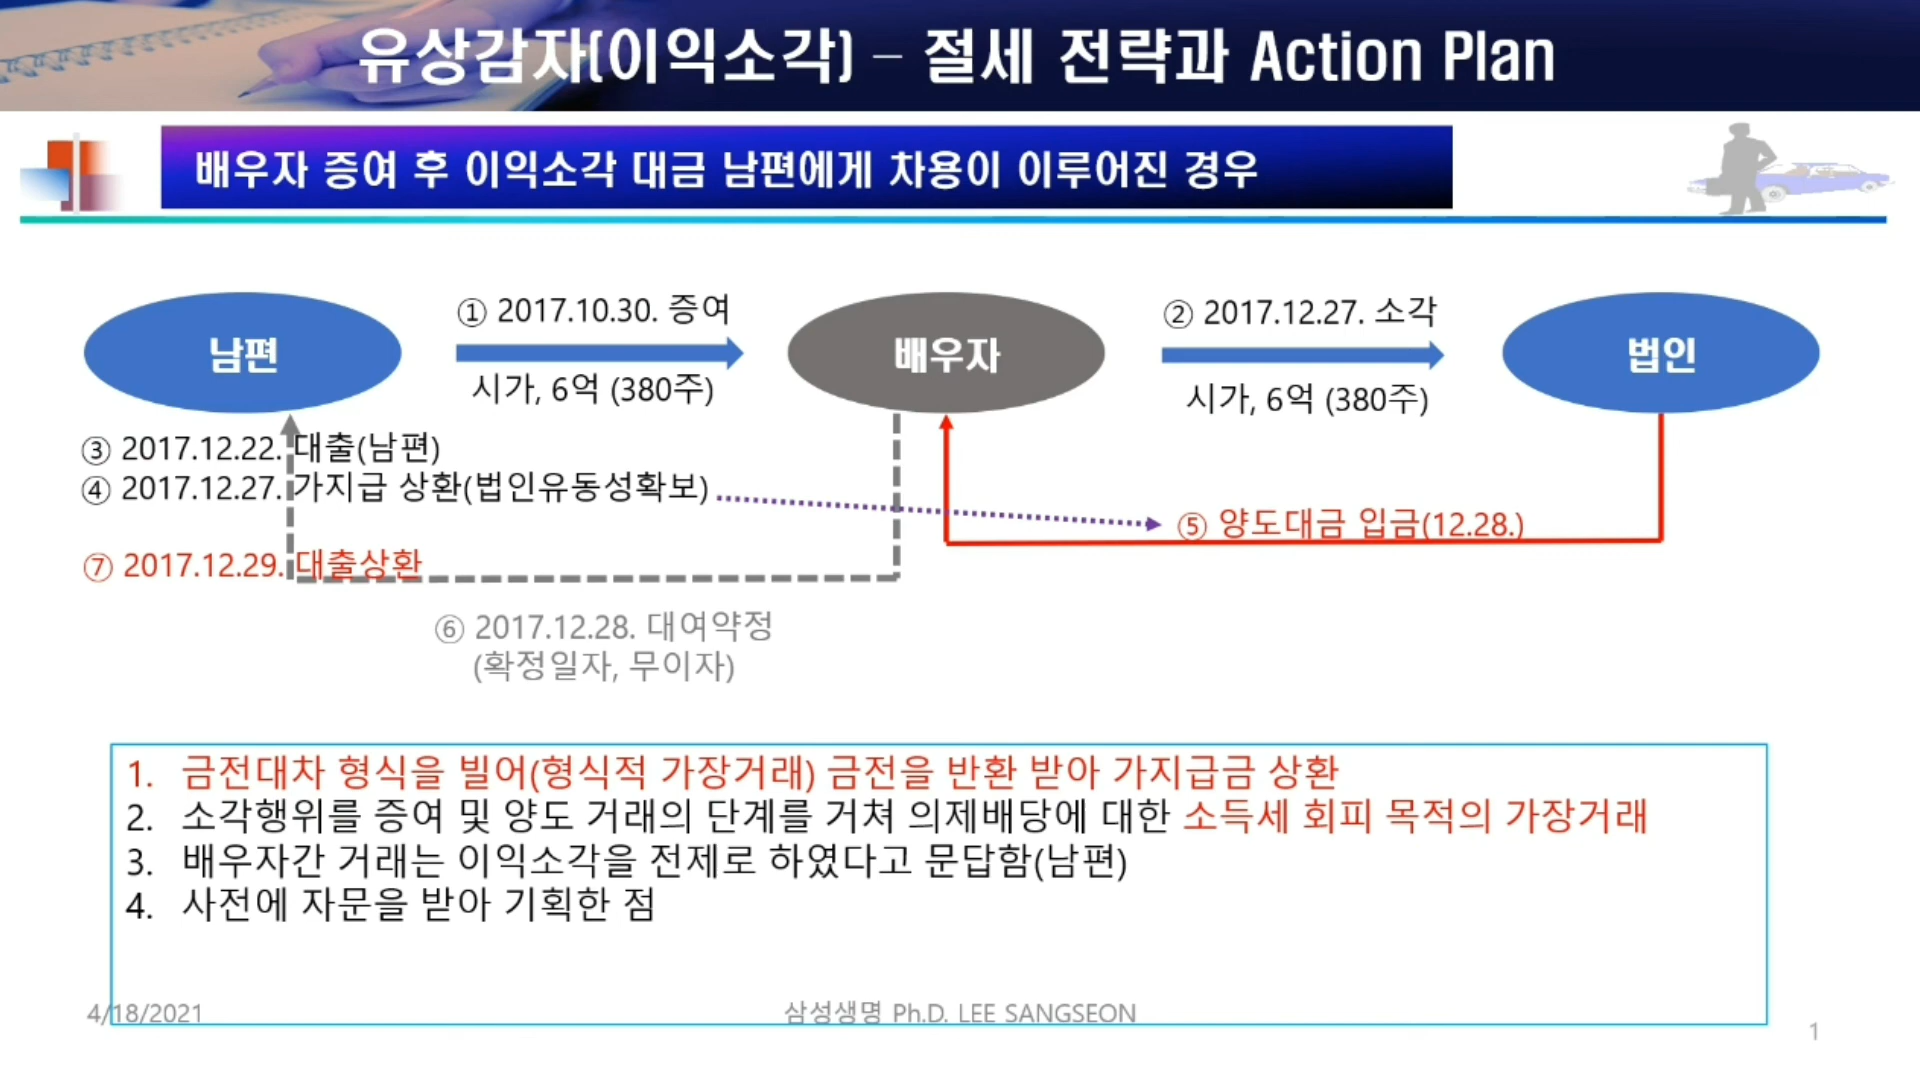 유상감자(이익소각) – 절세 전략과 Action Plan
배우자 증여 후 이익소각 대금 남편에게 차용이 이루어진 경우
남편
① 2017.10.30. 증여
시가, 6억 (380주)
배우자
② 2017.12.27. 소각
시가, 6억 (380주)
법인
③ 2017.12.22. 대출(남편)
④ 2017.12.27. 가지급 상환(법인유동성확보)
⑤ 양도대금 입금(12.28.)
⑦ 2017.12.29. 대출상환
⑥ 2017.12.28. 대여약정
(확정일자, 무이자)
1. 금전대차 형식을 빌어(형식적 가장거래) 금전을 반환 받아 가지급금 상환
2. 소각행위를 증여 및 양도 거래의 단계를 거쳐 의제배당에 대한 소득세 회피 목적의 가장거래
3. 배우자간 거래는 이익소각을 전제로 하였다고 문답함(남편)
4. 사전에 자문을 받아 기획한 점
4/18/2021
삼성생명 Ph.D. LEE SANGSEON
1